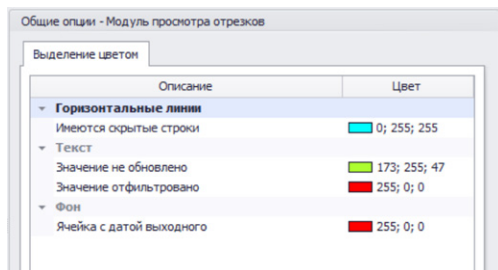 Общие опции - Модуль просмотра отрезков
Выделение цветом
Описание Цвет
Горизонтальные линии
Имеются скрытые строки 0; 255; 255
Текст
Значение не обновлено 173; 255; 47
Значение отфильтровано 255; 0; 0
Фон
Ячейка с датой выходного 255; 0; 0